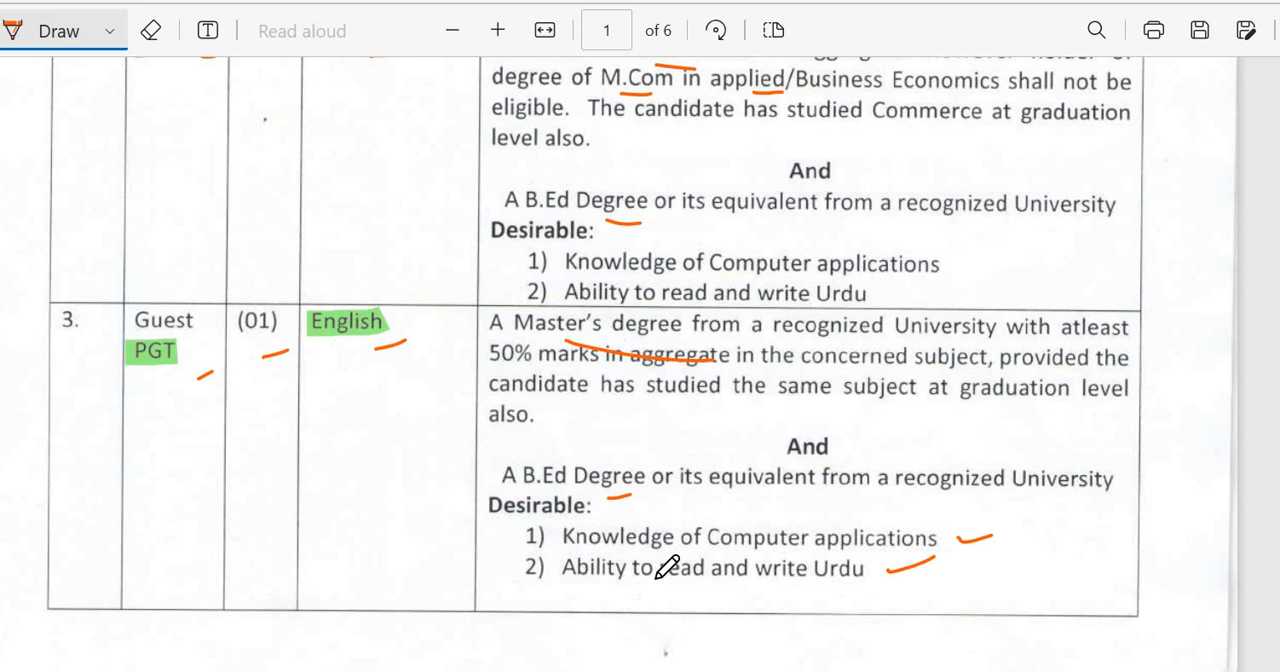 Draw
Read aloud
1 of 6
degree of M.Com in applied/Business Economics shall not be
eligible. The candidate has studied Commerce at graduation
level also.
And
A B.Ed Degree or its equivalent from a recognized University
Desirable:
1) Knowledge of Computer applications
2) Ability to read and write Urdu
3. Guest (01) English
PGT
A Master's degree from a recognized University with atleast
50% marks in aggregate in the concerned subject, provided the
candidate has studied the same subject at graduation level
also.
And
A B.Ed Degree or its equivalent from a recognized University
Desirable:
1) Knowledge of Computer applications
2) Ability to read and write Urdu